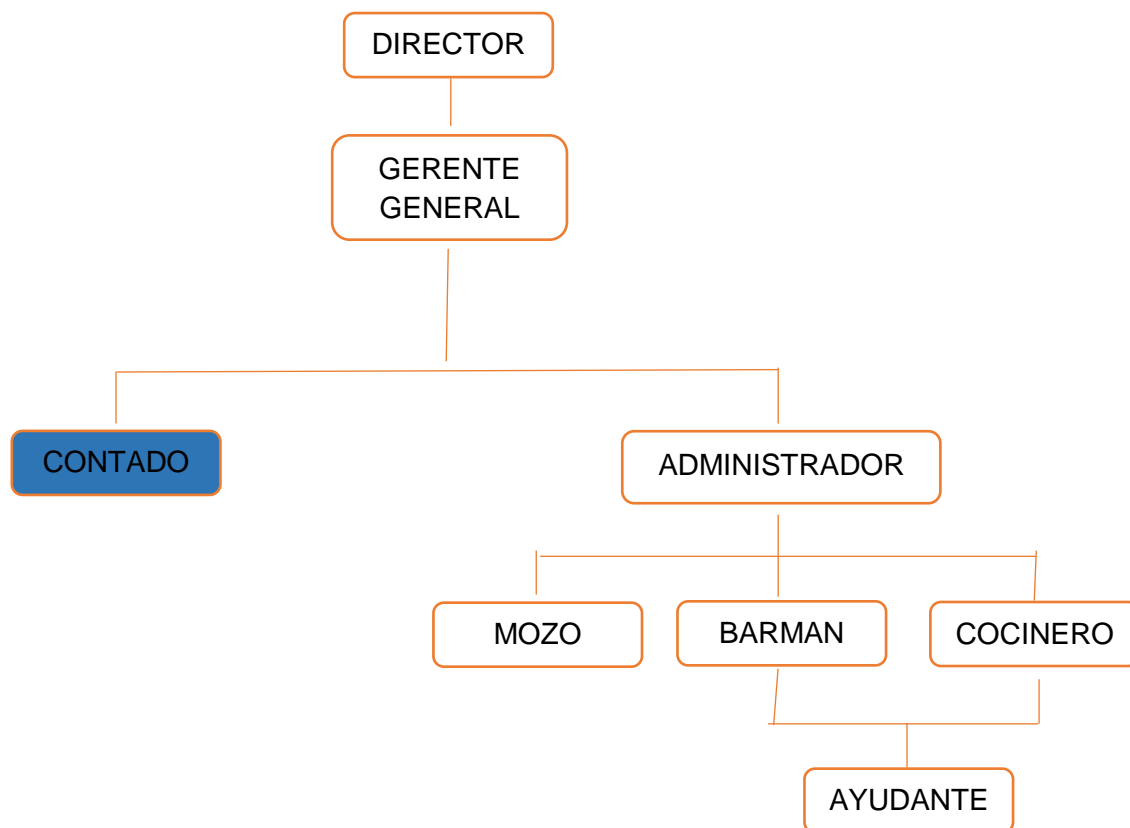 DIRECTOR
GERENTE
GENERAL
CONTADO
ADMINISTRADOR
MOZO
BARMAN
COCINERO
AYUDANTE